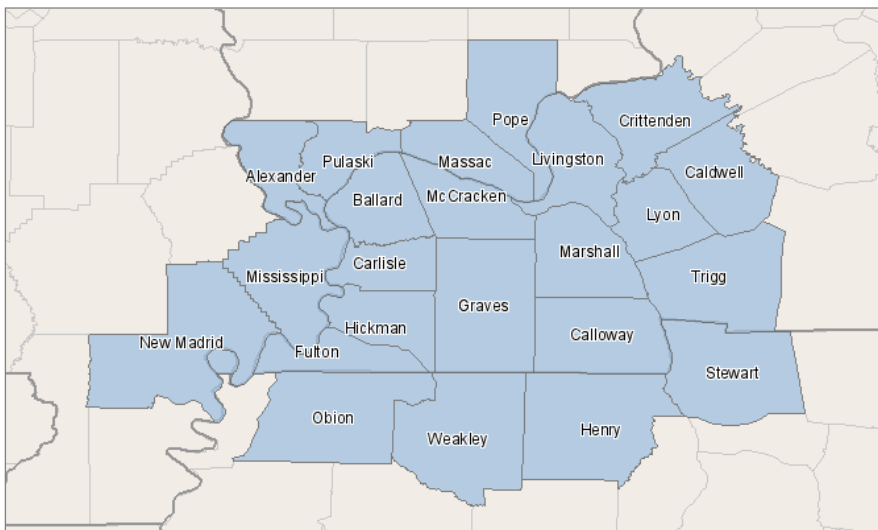 Pope
Crittenden
Pulaski
Massac
Livingston
Alexander
Caldwell
Ballard
McCracken
Lyon
Marshall
Carlisle
Mississippi
Trigg
Graves
Hickman
Calloway
New Madrid
Fulton
Stewart
Obion
Weakley
Henry